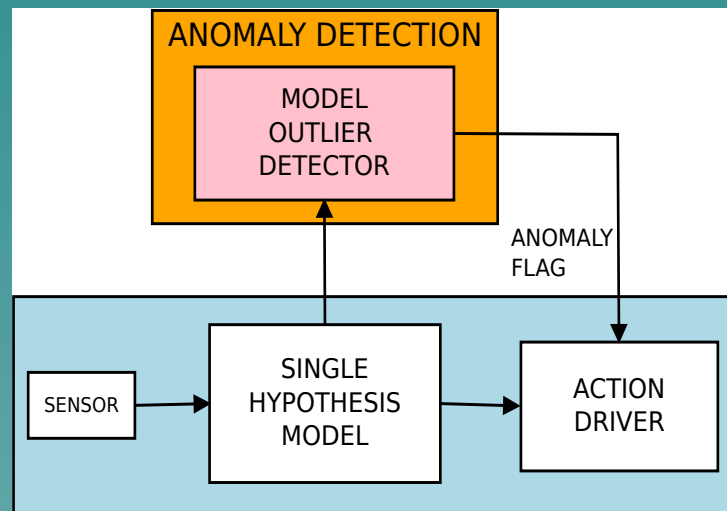 ANOMALY DETECTION
MODEL
OUTLIER
DETECTOR
ANOMALY
FLAG
SENSOR
SINGLE
HYPOTHESIS
MODEL
ACTION
DRIVER